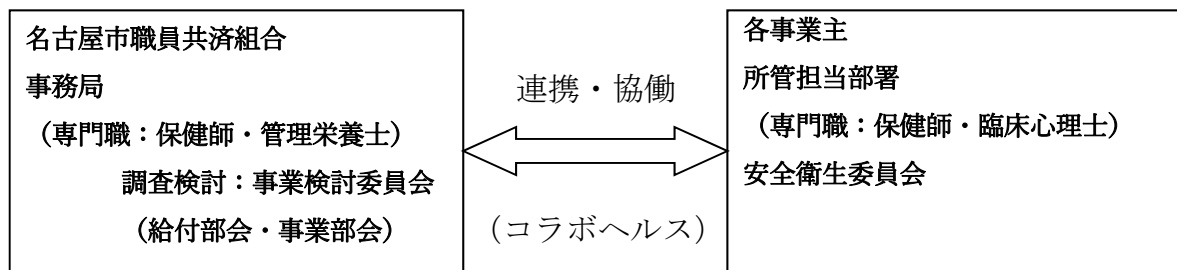 名古屋市職員共済組合
事務局
（専門職：保健師・管理栄養士）
調査検討：事業検討委員会
（給付部会・事業部会）
連携・協働
（コラボヘルス）
各事業主
所管担当部署
（専門職：保健師・臨床心理士）
安全衛生委員会